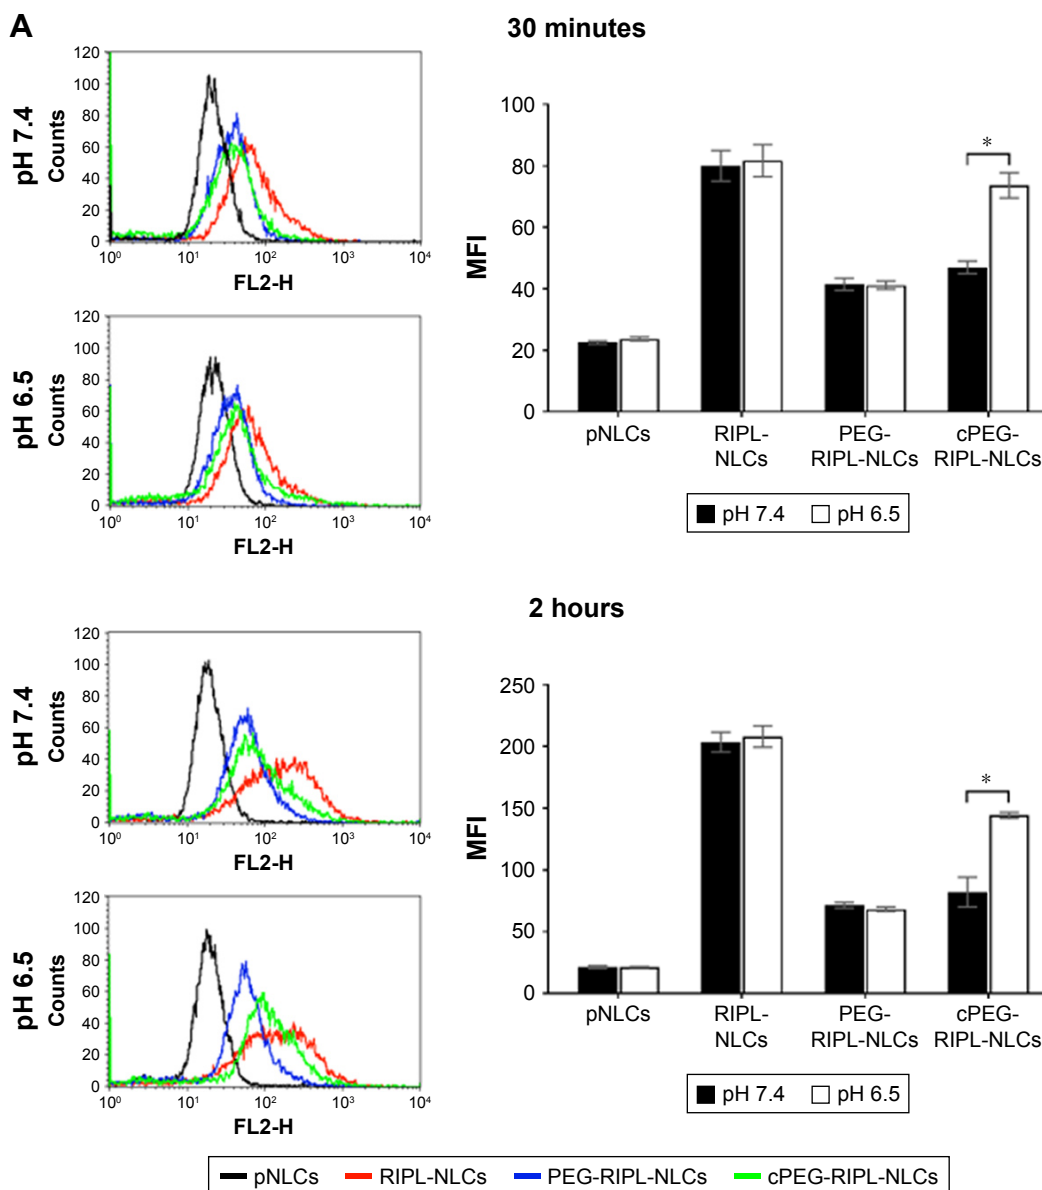 A
30 minutes
pH 7.4
Counts
120
100
80
60
40
20
0
10⁰ 10¹ 10² 10³ 10⁴
FL2-H
pH 6.5
Counts
120
100
80
60
40
20
0
10⁰ 10¹ 10² 10³ 10⁴
FL2-H
MFI
100
80
60
40
20
0
*
pNLCs RIPL-NLCs PEG-RIPL-NLCs cPEG-RIPL-NLCs
pH 7.4 pH 6.5
2 hours
pH 7.4
Counts
120
100
80
60
40
20
0
10⁰ 10¹ 10² 10³ 10⁴
FL2-H
pH 6.5
Counts
120
100
80
60
40
20
0
10⁰ 10¹ 10² 10³ 10⁴
FL2-H
MFI
250
200
150
100
50
0
*
pNLCs RIPL-NLCs PEG-RIPL-NLCs cPEG-RIPL-NLCs
pH 7.4 pH 6.5
pNLCs RIPL-NLCs PEG-RIPL-NLCs cPEG-RIPL-NLCs